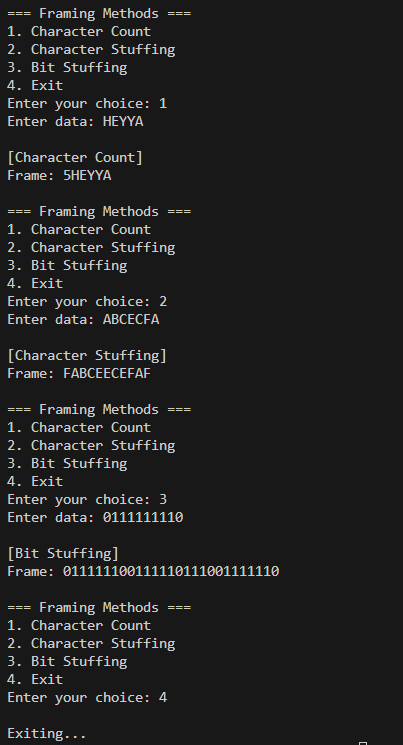 === Framing Methods ===
1. Character Count
2. Character Stuffing
3. Bit Stuffing
4. Exit
Enter your choice: 1
Enter data: HEYYA
[Character Count]
Frame: 5HEYYA
=== Framing Methods ===
1. Character Count
2. Character Stuffing
3. Bit Stuffing
4. Exit
Enter your choice: 2
Enter data: ABCECFA
[Character Stuffing]
Frame: FABCEECEFAF
=== Framing Methods ===
1. Character Count
2. Character Stuffing
3. Bit Stuffing
4. Exit
Enter your choice: 3
Enter data: 0111111110
[Bit Stuffing]
Frame: 011111100111110111001111110
=== Framing Methods ===
1. Character Count
2. Character Stuffing
3. Bit Stuffing
4. Exit
Enter your choice: 4
Exiting...